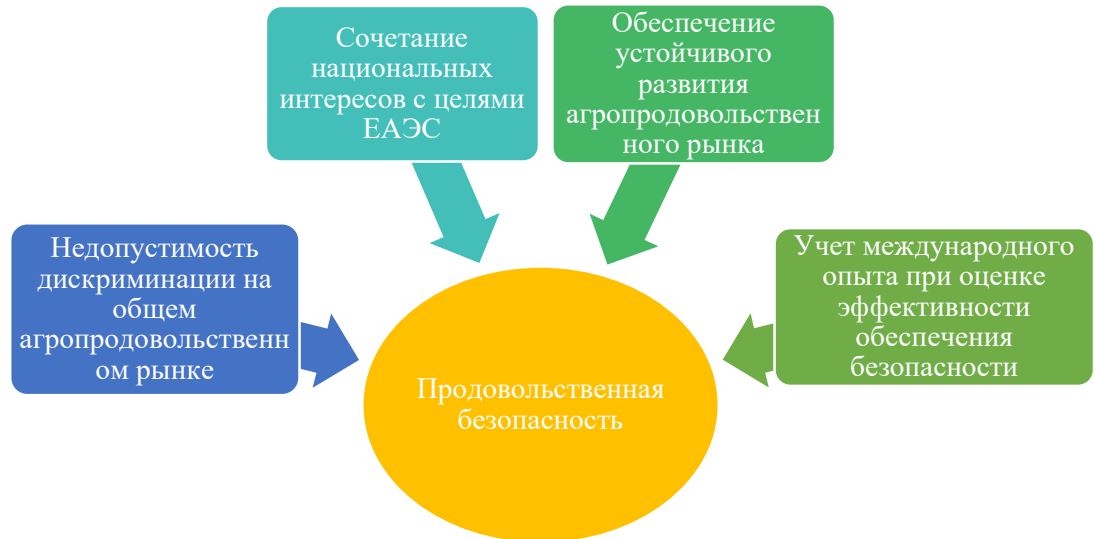 Сочетание
национальных
интересов с целями
ЕАЭС
Обеспечение
устойчивого
развития
агропродовольствен
ного рынка
Недопустимость
дискриминации на
общем
агропродовольственн
ом рынке
Учет международного
опыта при оценке
эффективности
обеспечения
безопасности
Продовольственная
безопасность